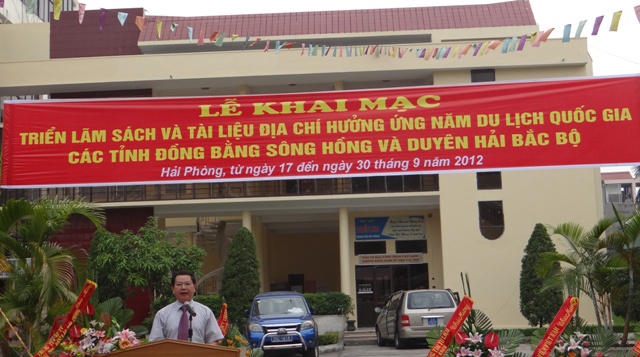 LỄ KHAI MẠC
TRIỂN LÃM SÁCH VÀ TÀI LIỆU ĐỊA CHÍ HƯỞNG ỨNG NĂM DU LỊCH QUỐC GIA
CÁC TỈNH ĐỒNG BẰNG SÔNG HỒNG VÀ DUYÊN HẢI BẮC BỘ
Hải Phòng, từ ngày 17 đến ngày 30 tháng 9 năm 2012